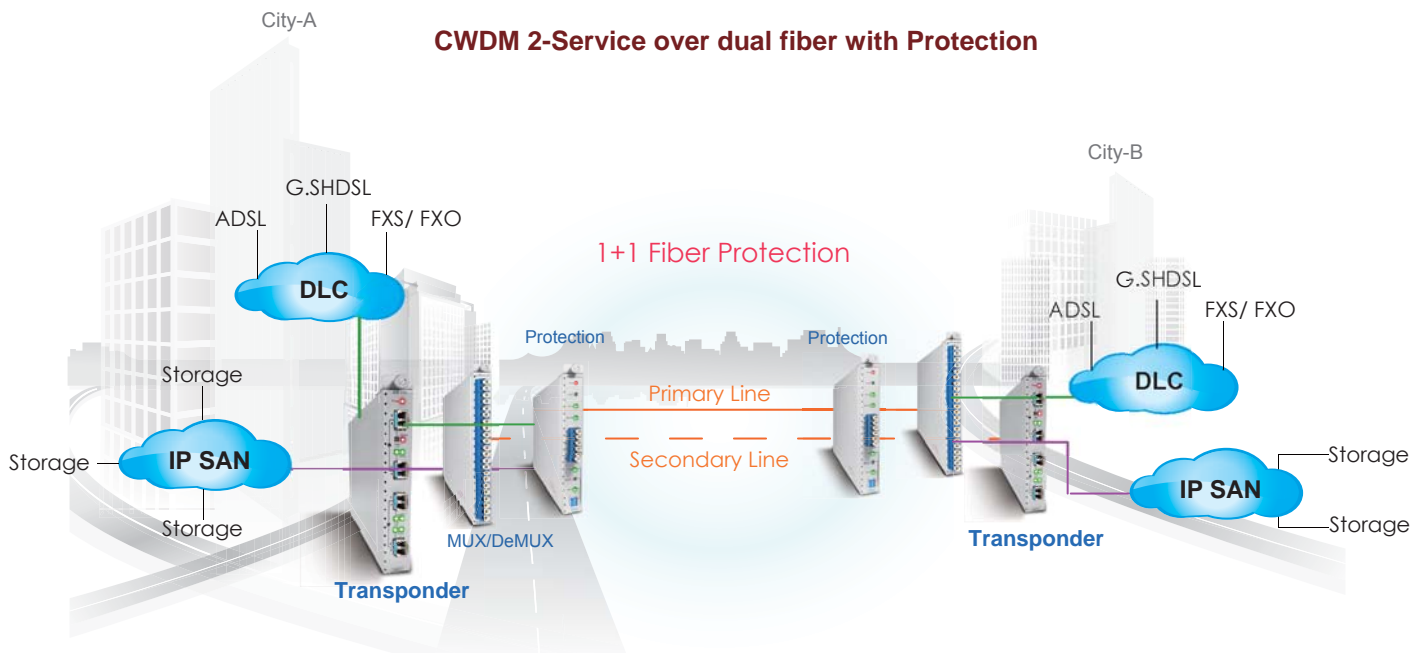 City-A
CWDM 2-Service over dual fiber with Protection
City-B
G.SHDSL
ADSL
FXS/ FXO
DLC
1+1 Fiber Protection
G.SHDSL
ADSL
FXS/ FXO
DLC
Protection
Protection
Storage
Primary Line
Storage
IP SAN
Secondary Line
Storage
IP SAN
Storage
Storage
MUX/DeMUX
Transponder
Transponder